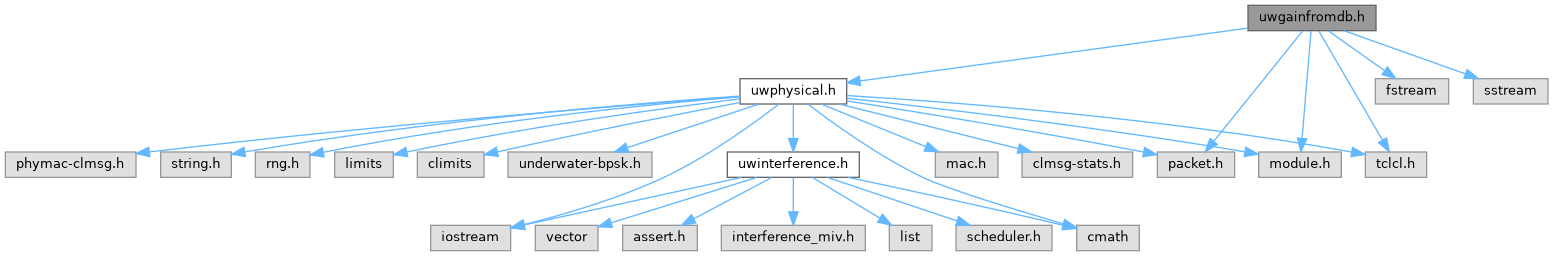 uwgainfromdb.h
uwphysical.h
fstream
sstream
phymac-clmsg.h
string.h
rng.h
limits
climits
underwater-bpsk.h
uwinterference.h
mac.h
clmsg-stats.h
packet.h
module.h
tclcl.h
iostream
vector
assert.h
interference_miv.h
list
scheduler.h
cmath